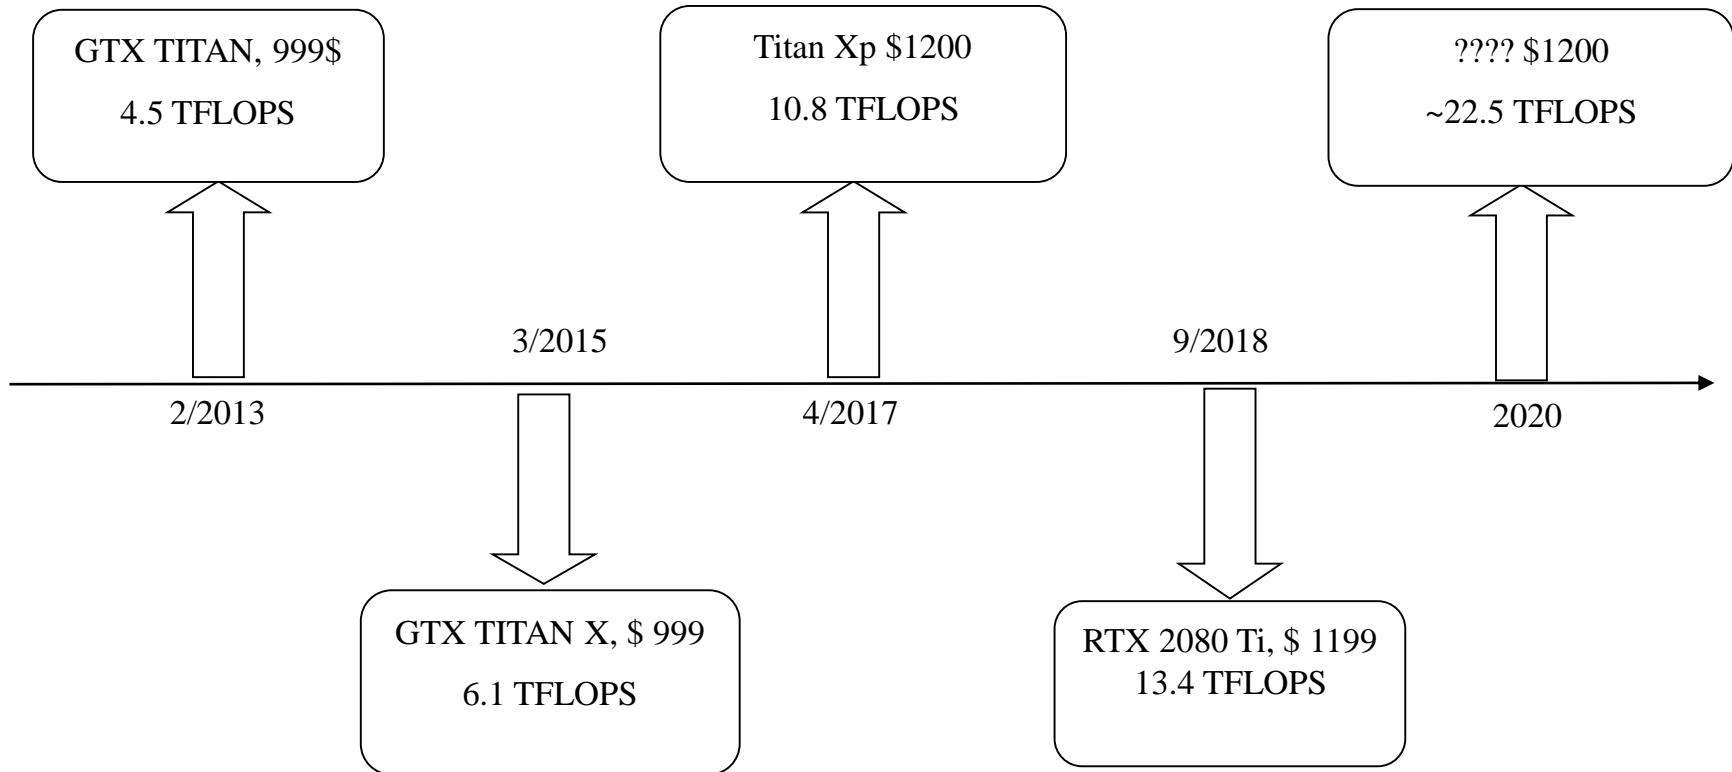 GTX TITAN, 999$
4.5 TFLOPS
Titan Xp $1200
10.8 TFLOPS
???? $1200
~22.5 TFLOPS
3/2015
9/2018
2/2013
4/2017
2020
GTX TITAN X, $ 999
6.1 TFLOPS
RTX 2080 Ti, $ 1199
13.4 TFLOPS